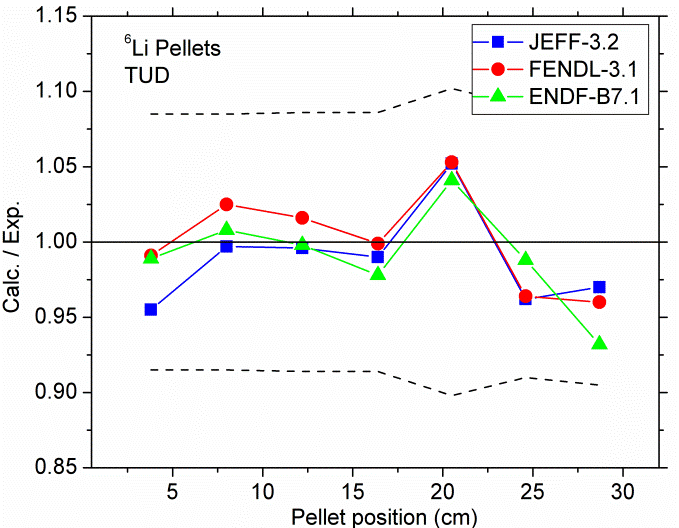 1.15
1.10
1.05
1.00
0.95
0.90
0.85
Calc. / Exp.
⁶Li Pellets
TUD
JEFF-3.2
FENDL-3.1
ENDF-B7.1
5 10 15 20 25 30
Pellet position (cm)